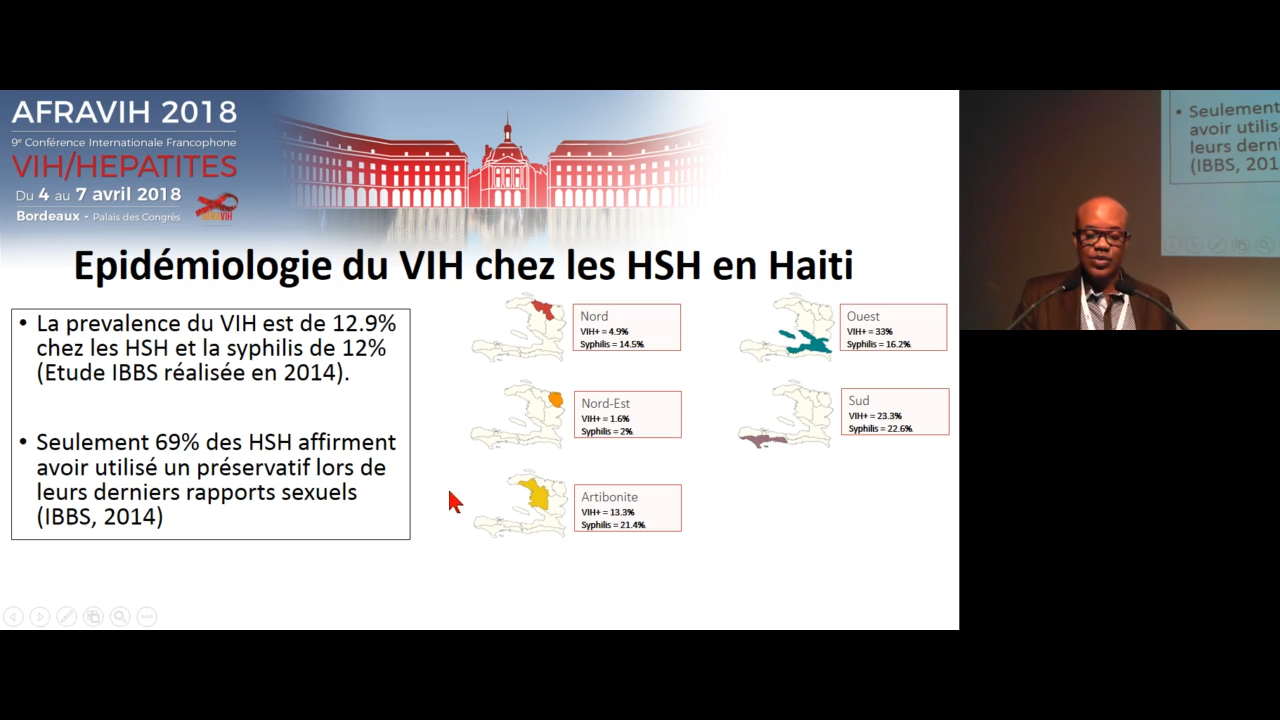 AFRAVIH 2018
9e Conférence Internationale Francophone
VIH/HEPATITES
Du 4 au 7 avril 2018
Bordeaux - Palais des Congrès
AFRAVIH
Epidémiologie du VIH chez les HSH en Haiti
• La prevalence du VIH est de 12.9%
chez les HSH et la syphilis de 12%
(Etude IBBS réalisée en 2014).
• Seulement 69% des HSH affirment
avoir utilisé un préservatif lors de
leurs derniers rapports sexuels
(IBBS, 2014)
Nord
VIH+ = 4.9%
Syphilis = 14.5%
Nord-Est
VIH+ = 1.6%
Syphilis = 2%
Artibonite
VIH+ = 13.3%
Syphilis = 21.4%
Ouest
VIH+ = 33%
Syphilis = 16.2%
Sud
VIH+ = 23.3%
Syphilis = 22.6%
• Seulement
avoir utilis
leurs derni
(IBBS, 201